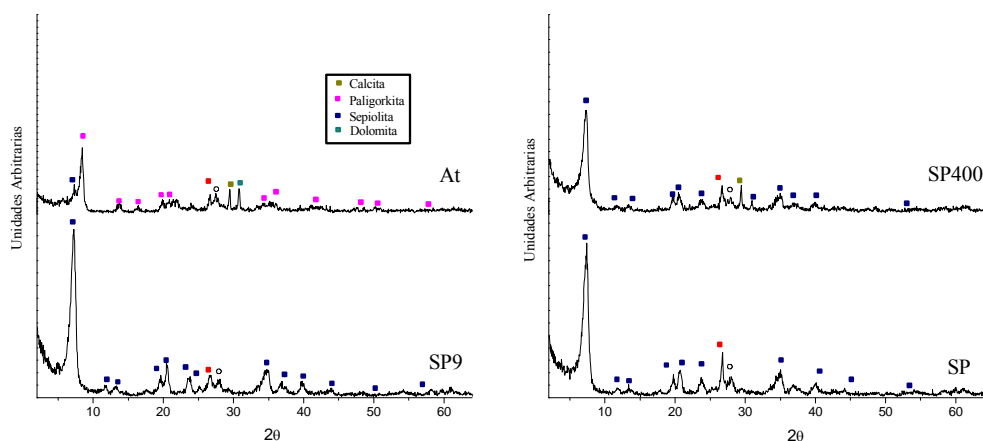 Unidades Arbitrarias
Calcita
Paligorkita
Sepiolita
Dolomita
At
SP9
10 20 30 40 50 60
2θ
Unidades Arbitrarias
SP400
SP
10 20 30 40 50 60
2θ